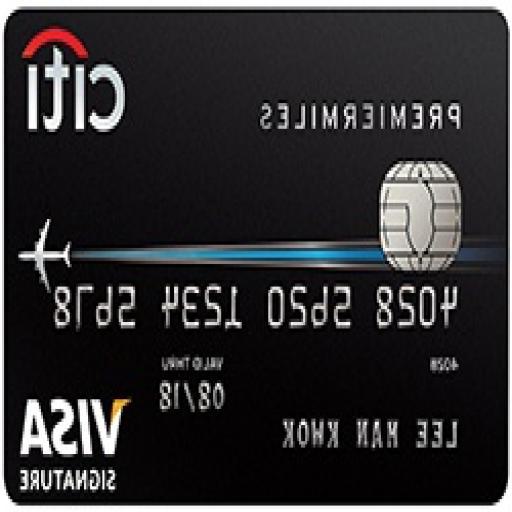 citi
PREMIERMILES
4028 5620 1234 5678
4028
VALID THRU
08/18
LEE MAN KWOK
VISA
SIGNATURE